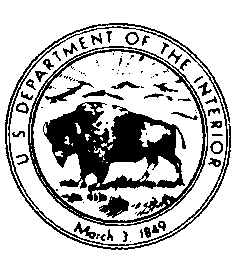 U S DEPARTMENT OF THE INTERIOR
March 3, 1849